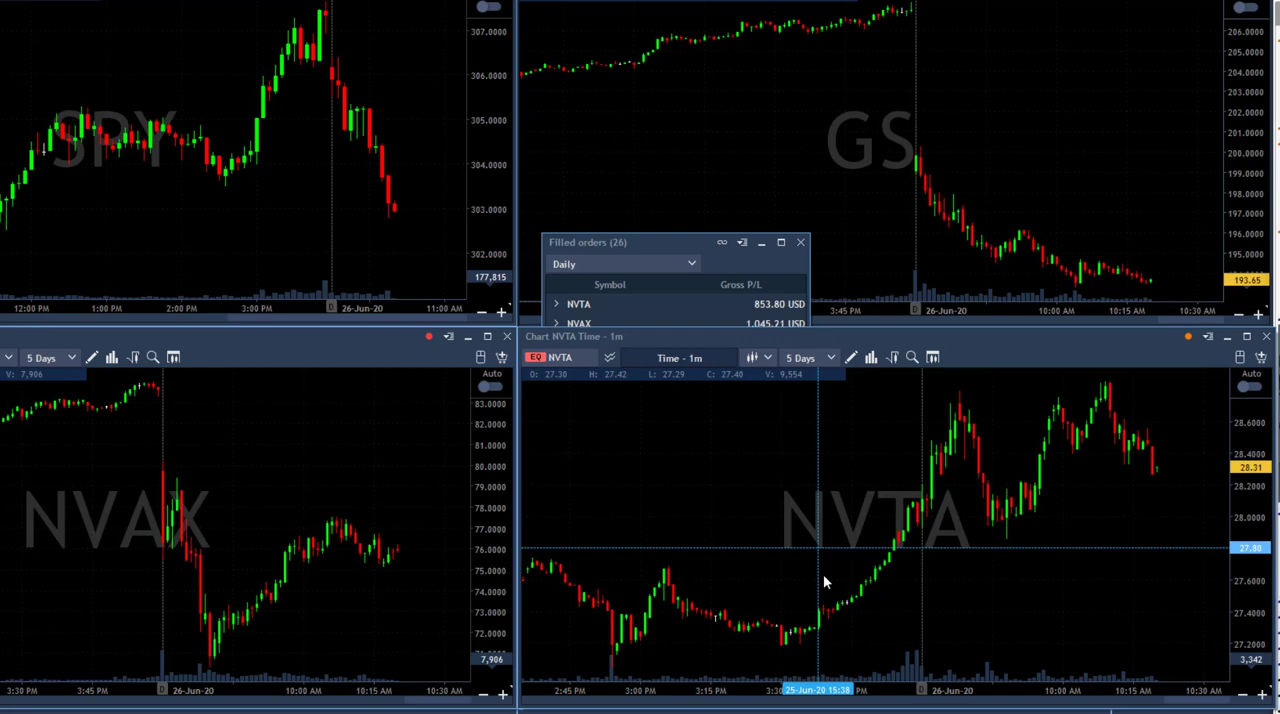 307.0000
306.0000
305.0000
304.0000
303.0000
302.0000
177,815
SPY
12:00 PM 1:00 PM 2:00 PM 3:00 PM D 26-Jun-20 11:00 AM
206.0000
205.0000
204.0000
203.0000
202.0000
201.0000
200.0000
199.0000
198.0000
197.0000
196.0000
195.0000
193.65
GS
3:45 PM D 26-Jun-20 10:00 AM 10:15 AM 10:30 AM
Filled orders (26)
Daily
Symbol Gross P/L
NVTA 853.80 USD
NVAX 1,045.21 USD
5 Days
V: 7,906
Auto
83.0000
82.0000
81.0000
80.0000
79.0000
78.0000
77.0000
76.0000
75.0000
74.0000
73.0000
72.0000
7,906
NVAX
3:30 PM 3:45 PM D 26-Jun-20 10:00 AM 10:15 AM 10:30 AM
Chart NVTA Time - 1m
EQ NVTA Time - 1m 5 Days
O: 27.30 H: 27.42 L: 27.29 C: 27.40 V: 9,554
Auto
28.6000
28.4000
28.31
28.2000
28.0000
27.80
27.6000
27.4000
27.2000
3,342
NVTA
2:45 PM 3:00 PM 3:15 PM 3:30 25-Jun-20 15:38 PM D 26-Jun-20 10:00 AM 10:15 AM 10:30 AM